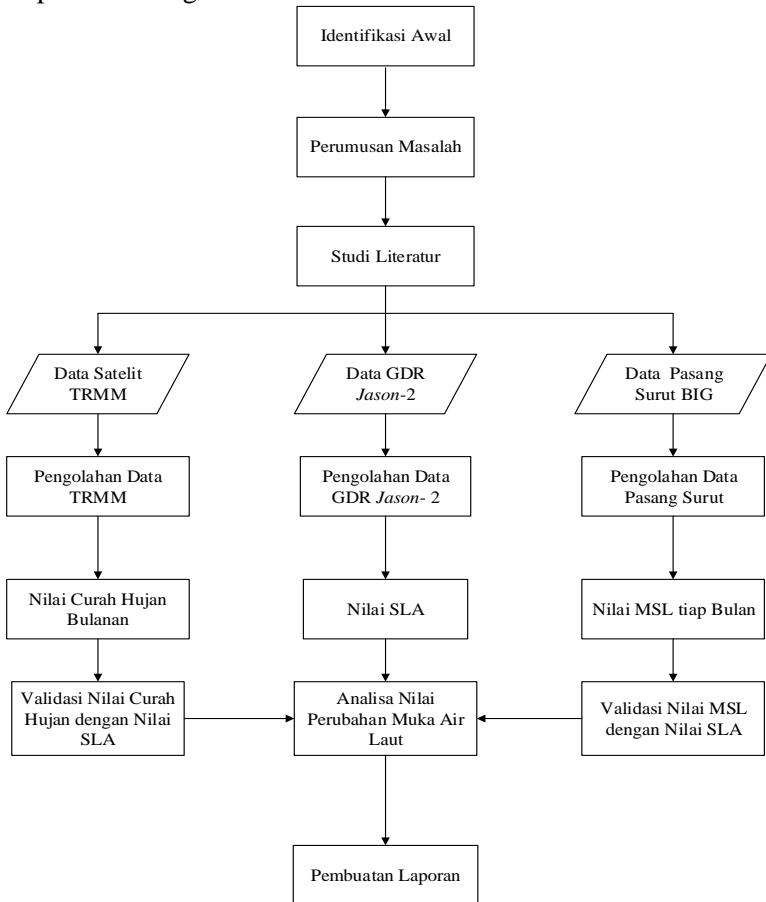 Identifikasi Awal
Perumusan Masalah
Studi Literatur
Data Satelit
TRMM
Data GDR
Jason-2
Data Pasang
Surut BIG
Pengolahan Data
TRMM
Pengolahan Data
GDR Jason- 2
Pengolahan Data
Pasang Surut
Nilai Curah Hujan
Bulanan
Nilai SLA
Nilai MSL tiap Bulan
Validasi Nilai Curah
Hujan dengan Nilai
SLA
Analisa Nilai
Perubahan Muka Air
Laut
Validasi Nilai MSL
dengan Nilai SLA
Pembuatan Laporan